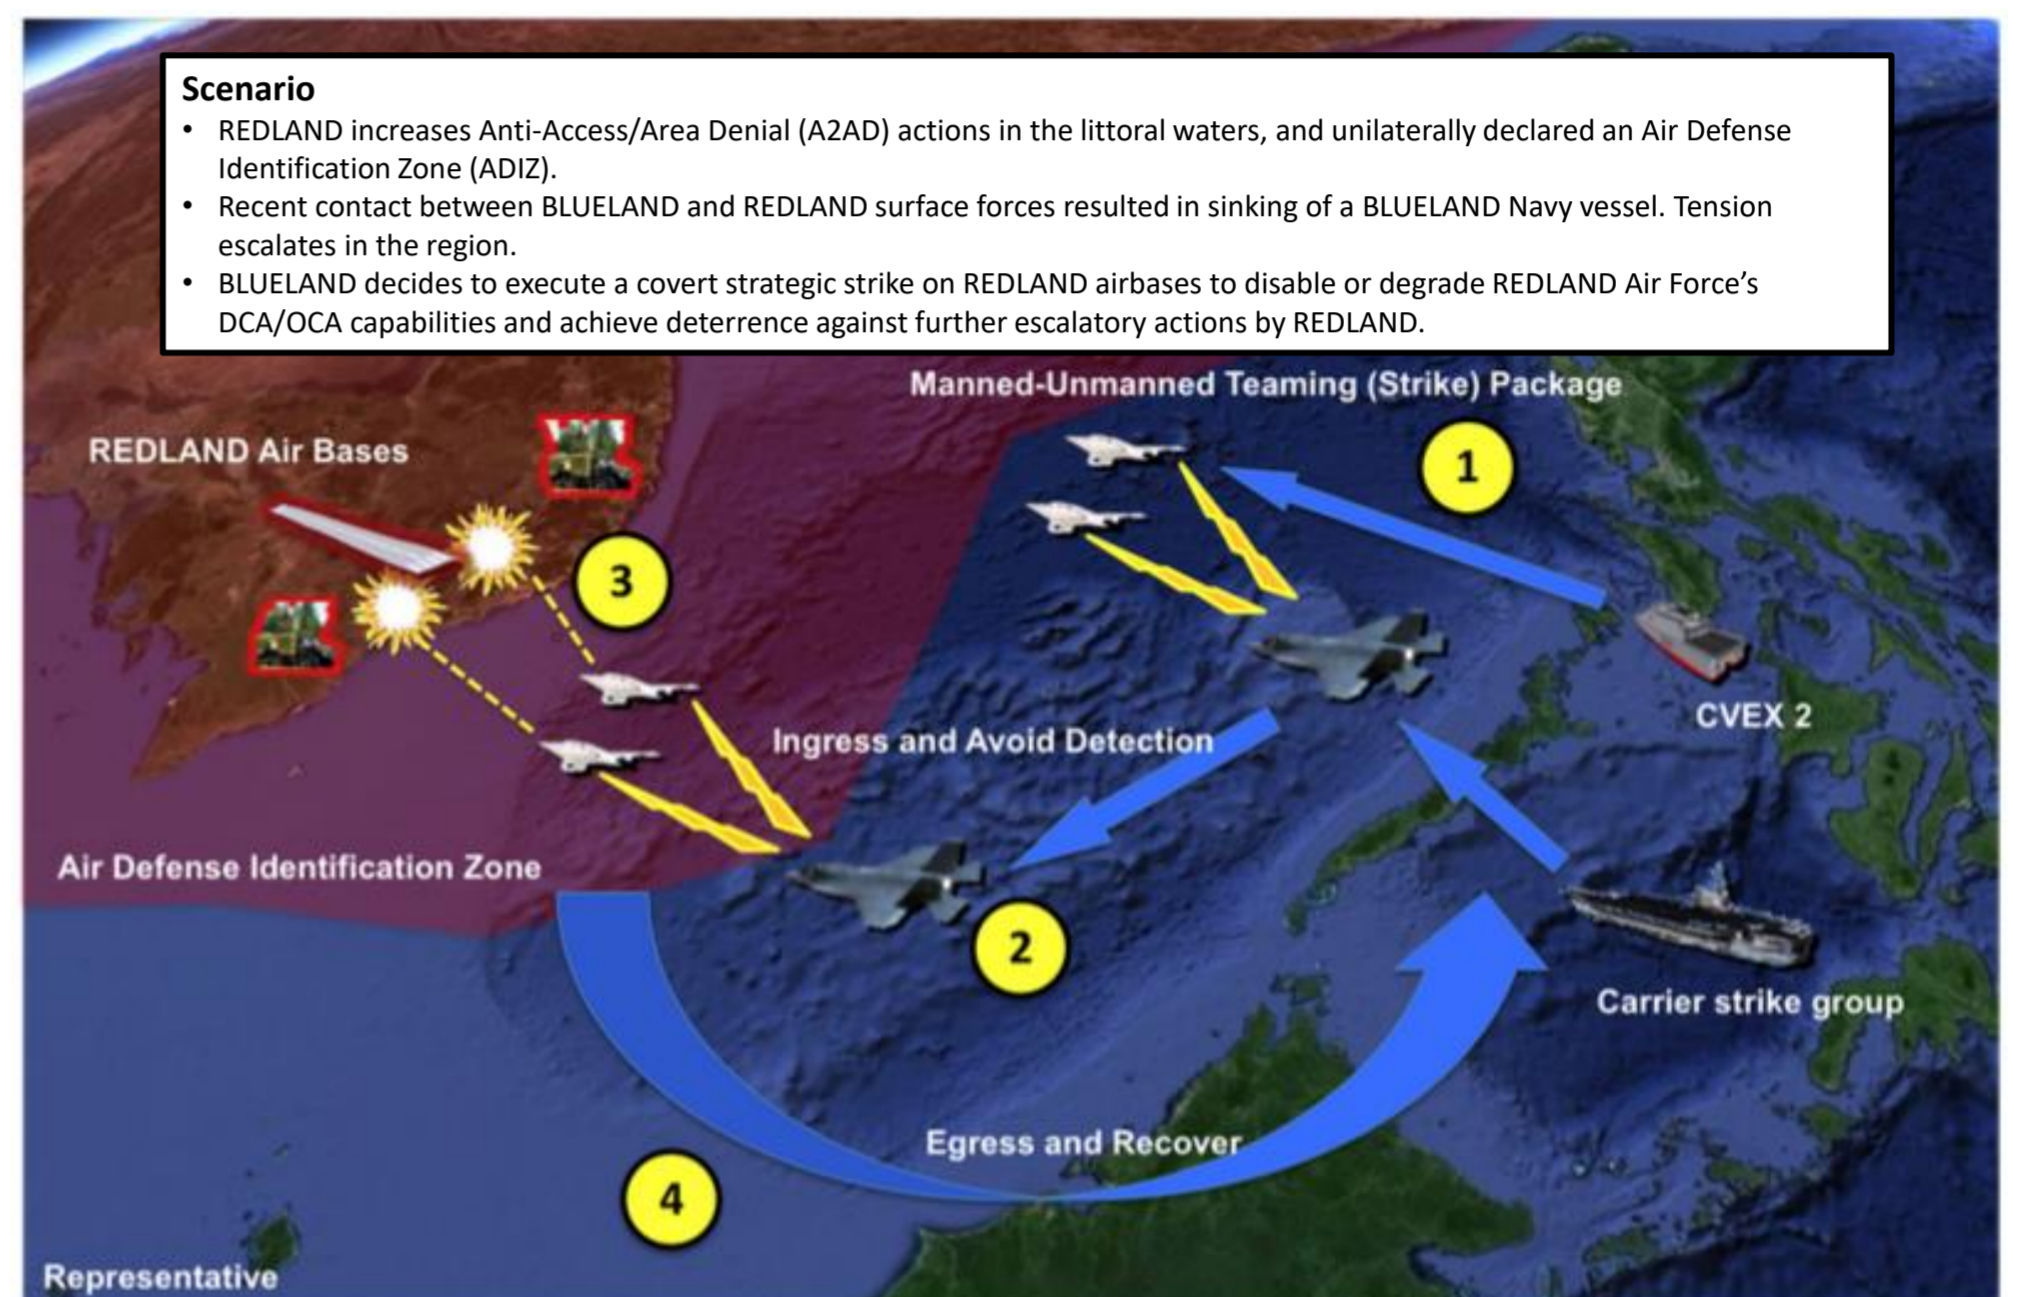 Scenario
• REDLAND increases Anti-Access/Area Denial (A2AD) actions in the littoral waters, and unilaterally declared an Air Defense
Identification Zone (ADIZ).
• Recent contact between BLUELAND and REDLAND surface forces resulted in sinking of a BLUELAND Navy vessel. Tension
escalates in the region.
• BLUELAND decides to execute a covert strategic strike on REDLAND airbases to disable or degrade REDLAND Air Force’s
DCA/OCA capabilities and achieve deterrence against further escalatory actions by REDLAND.
Manned-Unmanned Teaming (Strike) Package
REDLAND Air Bases
1
3
CVEX 2
Ingress and Avoid Detection
Air Defense Identification Zone
2
Carrier strike group
Egress and Recover
4
Representative